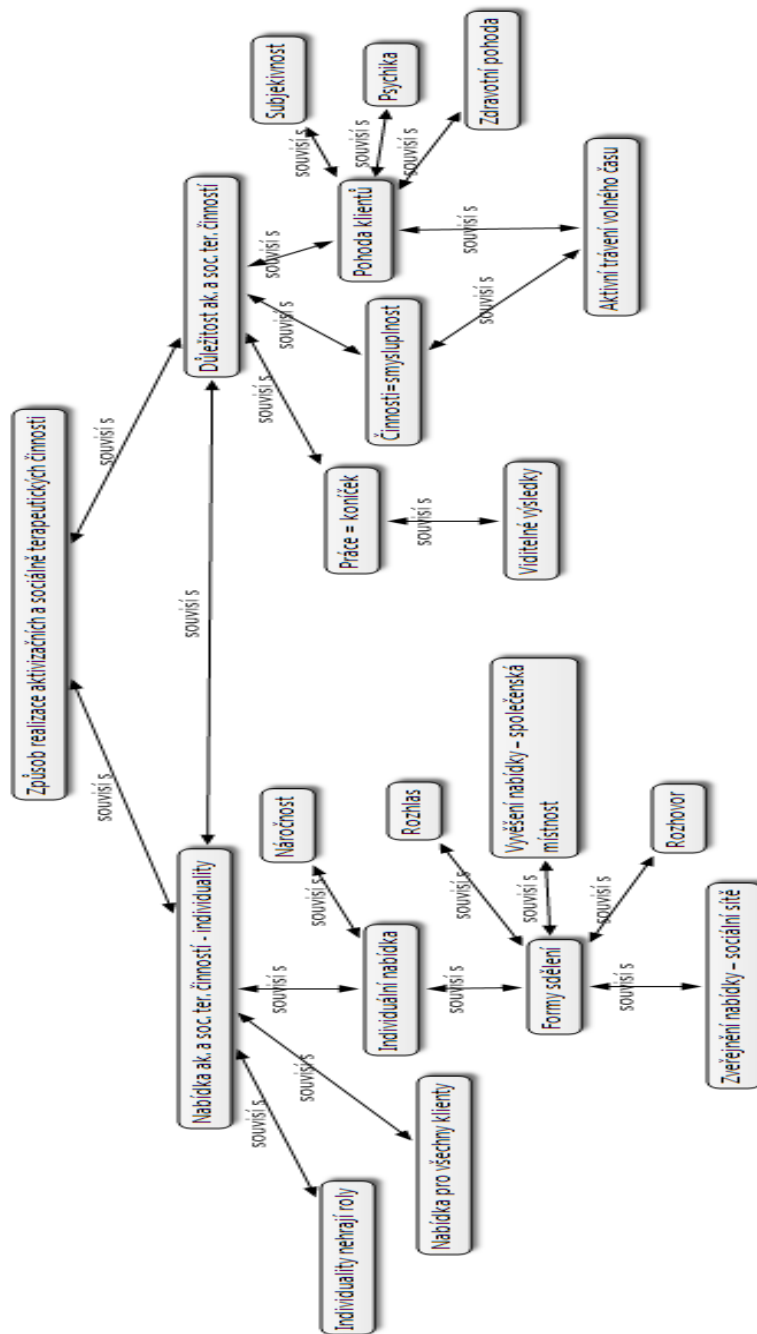 Způsob realizace aktivizačních a sociálně terapeutických činnosti
souvisí s
souvisí s
Nabídka ak. a soc. ter. činností - individuality
souvisí s
Důležitost ak. a soc. ter. činností
souvisí s
souvisí s
souvisí s
souvisí s
souvisí s
souvisí s
souvisí s
Individuality nehrají roly
Nabídka pro všechny klienty
Individuální nabídka
souvisí s
Náročnost
Práce = koníček
Činnosti=smysluplnost
Pohoda klientů
souvisí s
Subjekivnost
souvisí s
Psychika
souvisí s
Zdravotní pohoda
souvisí s
souvisí s
souvisí s
souvisí s
Formy sdělení
souvisí s
Rozhlas
souvisí s
Vyvěšení nabídky – společenská
místnost
souvisí s
Rozhovor
Viditelné výsledky
Aktivní trávení volného času
souvisí s
Zveřejnění nabídky – sociální sítě